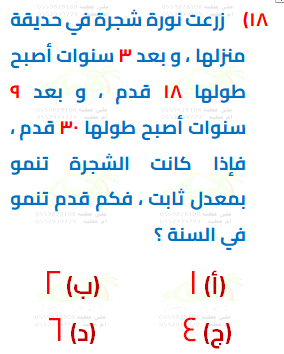 ١٨) زرعت نورة شجرة في حديقة
منزلها ، و بعد ٣ سنوات أصبح
طولها ١٨ قدم ، و بعد ٩
سنوات أصبح طولها ٣٠ قدم ،
فإذا كانت الشجرة تنمو
بمعدل ثابت ، فكم قدم تنمو
في السنة ؟
(أ) ١ (ب) ٢
(ج) ٤ (د) ٦